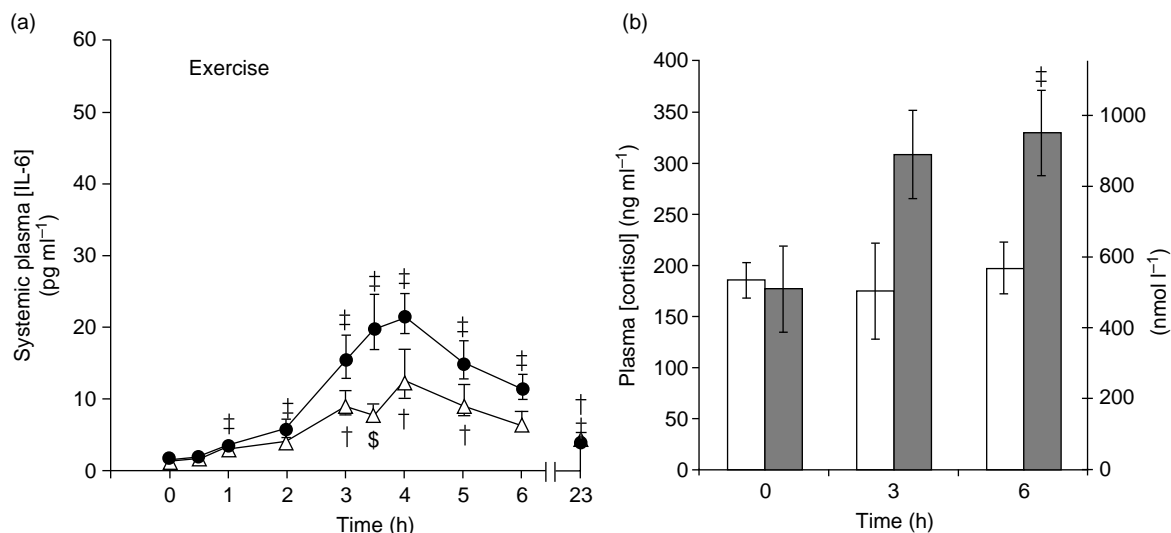 (a)
60
50
40
30
20
10
0
Exercise
Systemic plasma [IL-6]
(pg ml⁻¹)
‡ ‡ ‡ ‡ ‡ ‡ ‡ † ‡
† $ † †
0 1 2 3 4 5 6 23
Time (h)
(b)
400
350
300
250
200
150
100
50
0
Plasma [cortisol] (ng ml⁻¹)
‡
1000
800
600
400
200
0
(nmol l⁻¹)
0 3 6
Time (h)